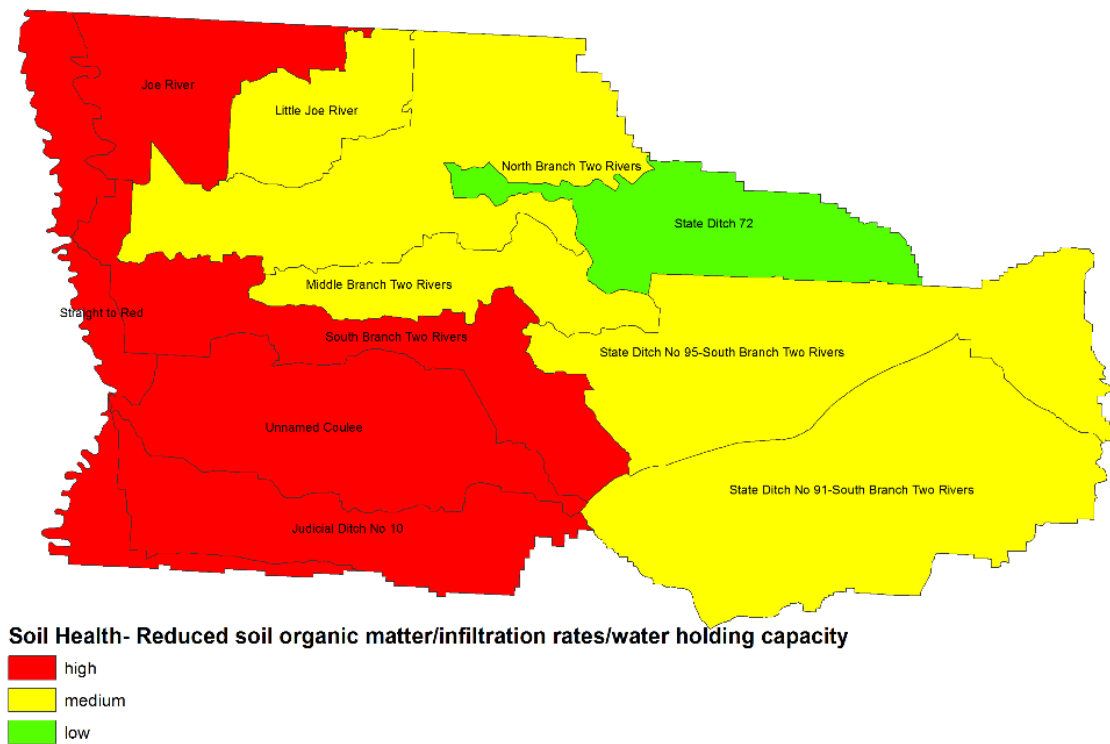 Joe River
Little Joe River
North Branch Two Rivers
State Ditch 72
Middle Branch Two Rivers
Straight to Red
South Branch Two Rivers
State Ditch No 95-South Branch Two Rivers
Unnamed Coulee
State Ditch No 91-South Branch Two Rivers
Judicial Ditch No 10
Soil Health- Reduced soil organic matter/infiltration rates/water holding capacity
high
medium
low